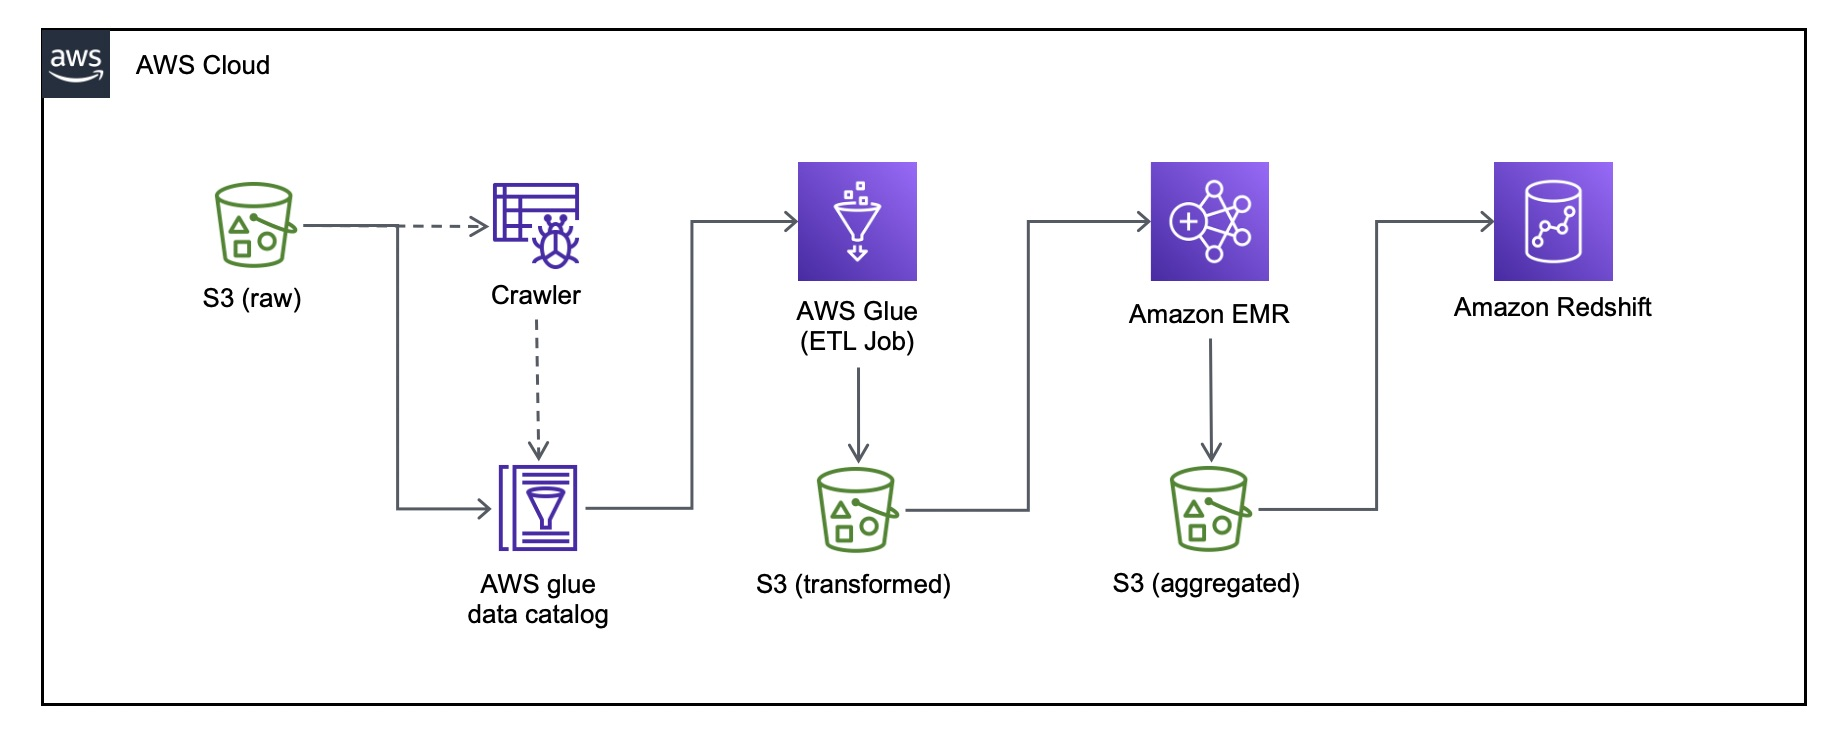 aws
AWS Cloud
S3 (raw)
Crawler
AWS Glue
(ETL Job)
Amazon EMR
Amazon Redshift
AWS glue
data catalog
S3 (transformed)
S3 (aggregated)